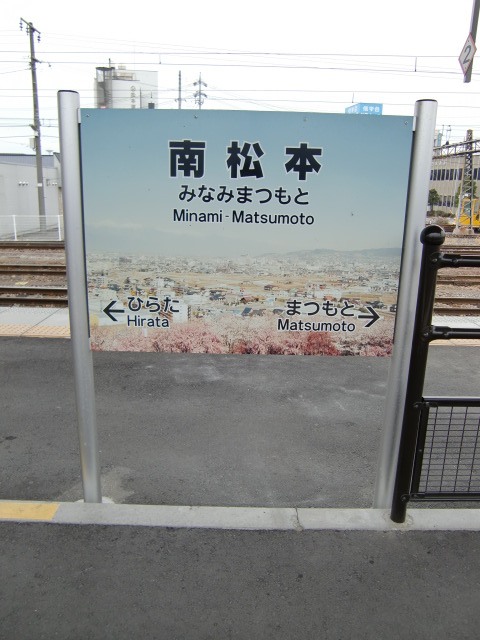 南松本
みなみまつもと
Minami-Matsumoto
←ひらた
Hirata
まつもと→
Matsumoto
2